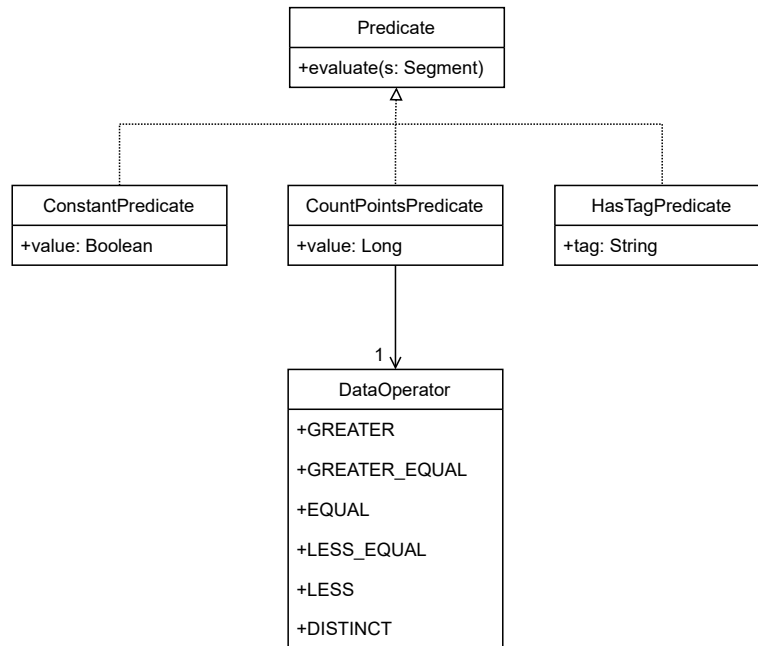 Predicate
+evaluate(s: Segment)
ConstantPredicate
+value: Boolean
CountPointsPredicate
+value: Long
HasTagPredicate
+tag: String
1
DataOperator
+GREATER
+GREATER_EQUAL
+EQUAL
+LESS_EQUAL
+LESS
+DISTINCT